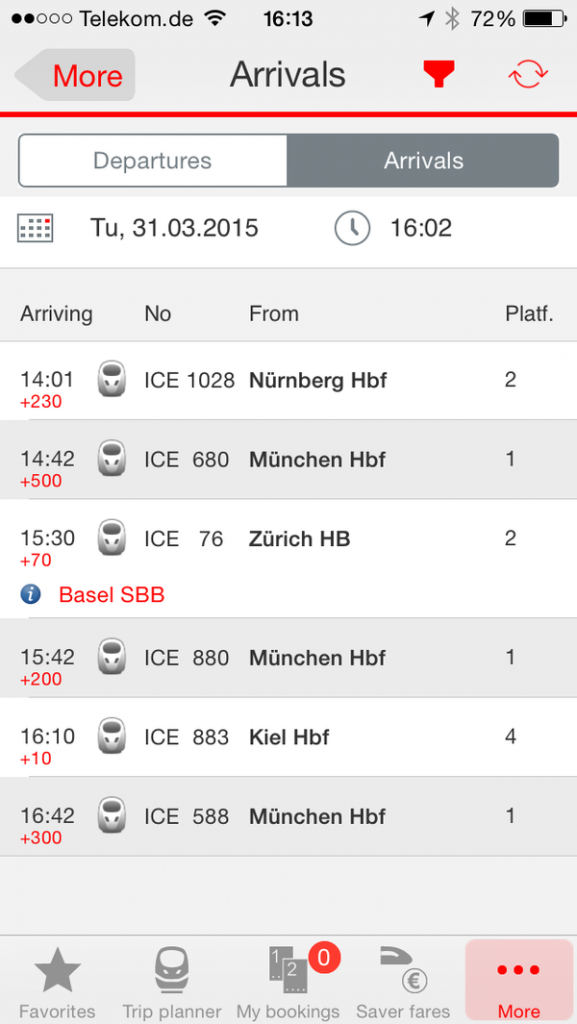 Telekom.de 16:13 72%
More Arrivals
Departures Arrivals
Tu, 31.03.2015 16:02
Arriving No From Platf.
14:01 ICE 1028 Nürnberg Hbf 2
+230
14:42 ICE 680 München Hbf 1
+500
15:30 ICE 76 Zürich HB 2
+70
i Basel SBB
15:42 ICE 880 München Hbf 1
+200
16:10 ICE 883 Kiel Hbf 4
+10
16:42 ICE 588 München Hbf 1
+300
1 2 0 €
Favorites Trip planner My bookings Saver fares More